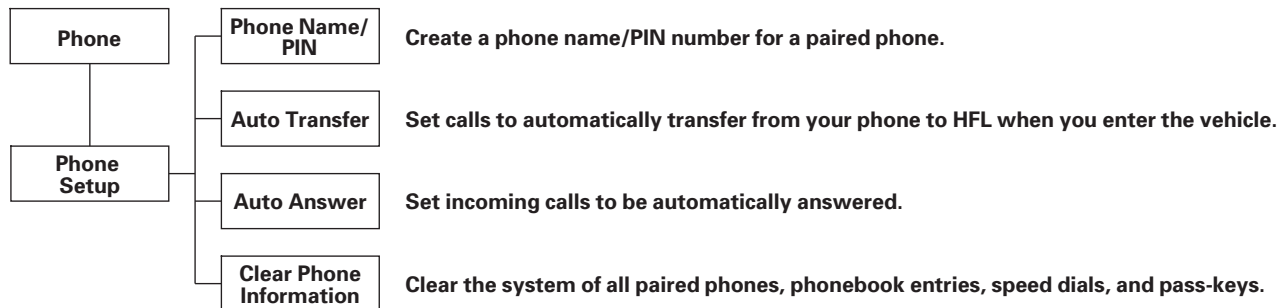 Phone
Phone Name/
PIN
Create a phone name/PIN number for a paired phone.
Auto Transfer
Set calls to automatically transfer from your phone to HFL when you enter the vehicle.
Phone
Setup
Auto Answer
Set incoming calls to be automatically answered.
Clear Phone
Information
Clear the system of all paired phones, phonebook entries, speed dials, and pass-keys.